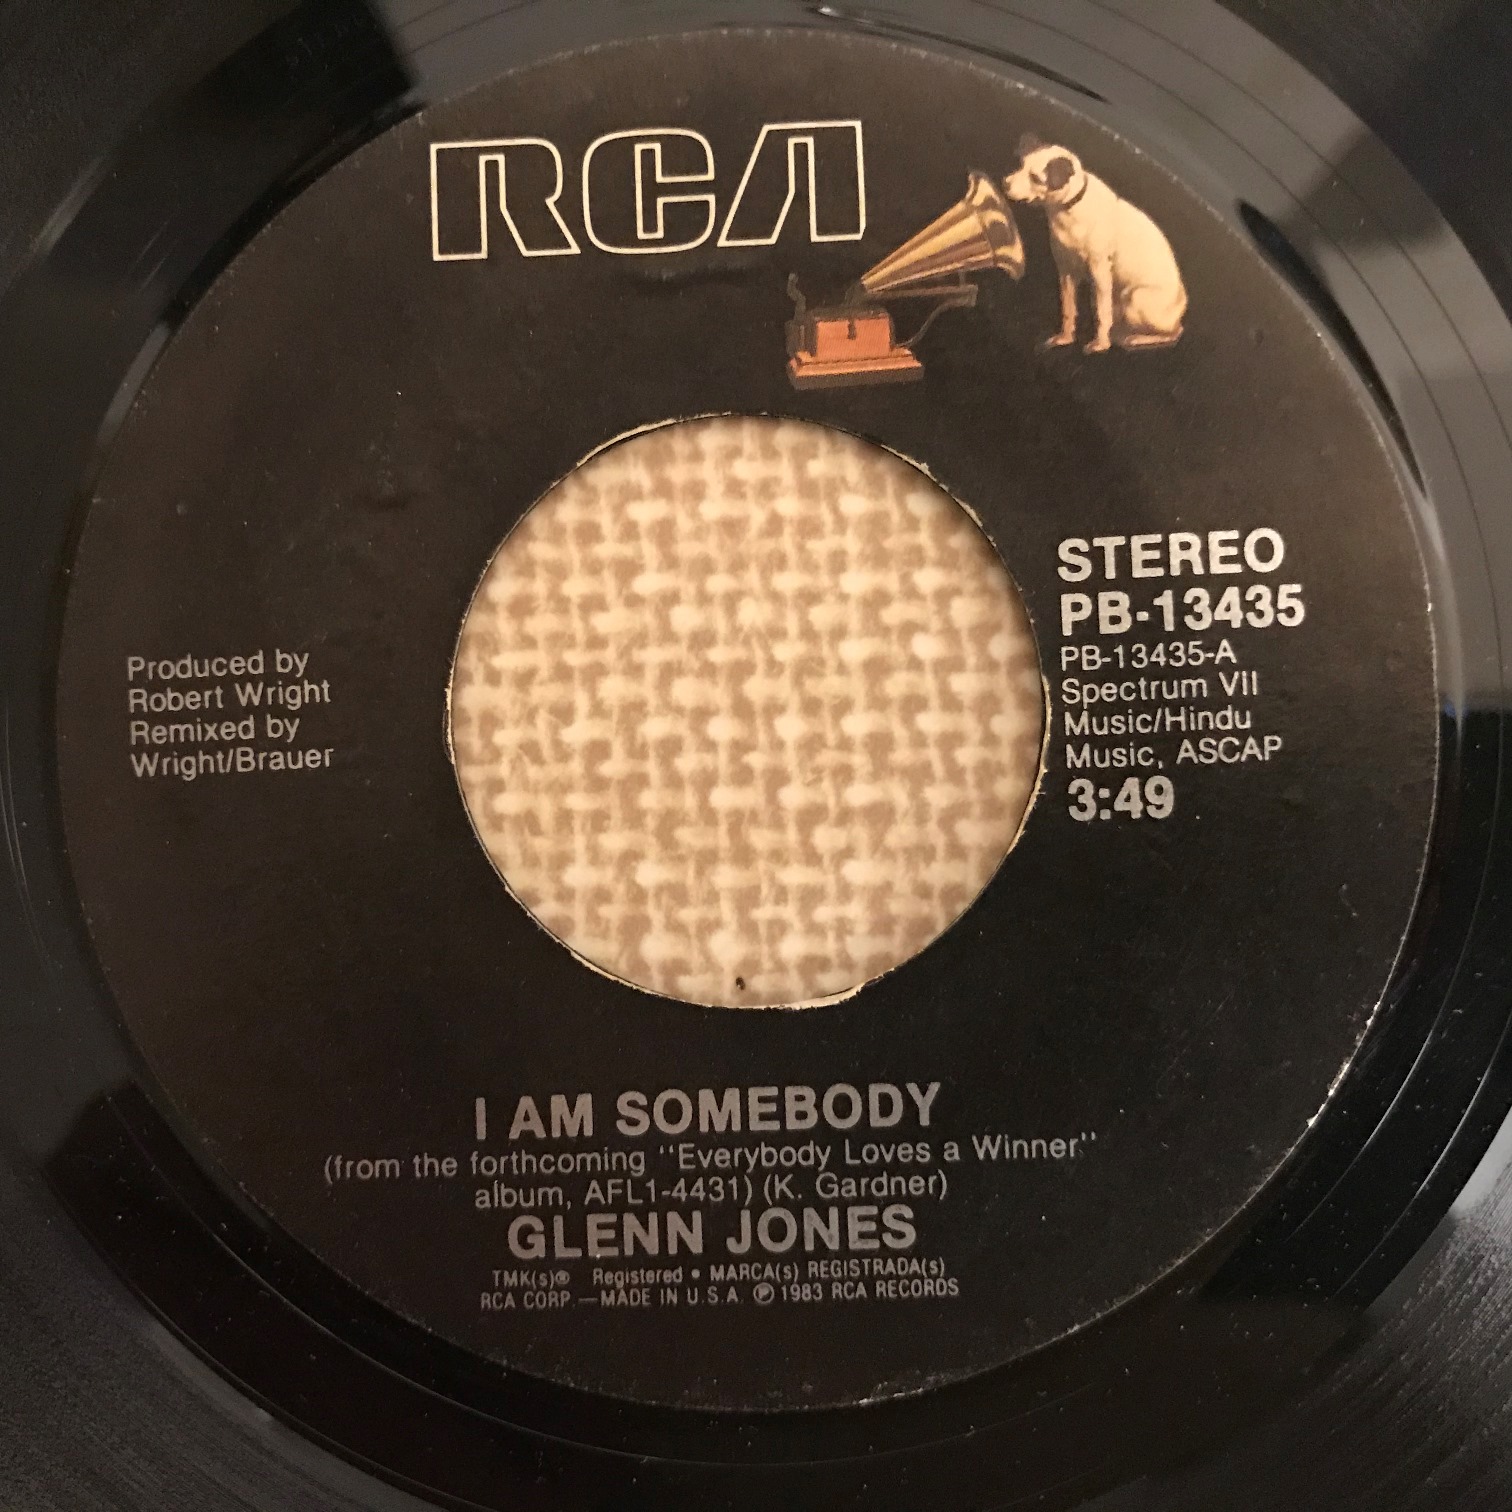 RCA
STEREO
PB-13435
PB-13435-A
Spectrum VII
Music/Hindu
Music, ASCAP
3:49
Produced by
Robert Wright
Remixed by
Wright/Brauer
I AM SOMEBODY
(from the forthcoming "Everybody Loves a Winner"
album, AFL1-4431) (K. Gardner)
GLENN JONES
TMK(s)® Registered • MARCA(s) REGISTRADA(s)
RCA CORP.—MADE IN U.S.A. ℗ 1983 RCA RECORDS